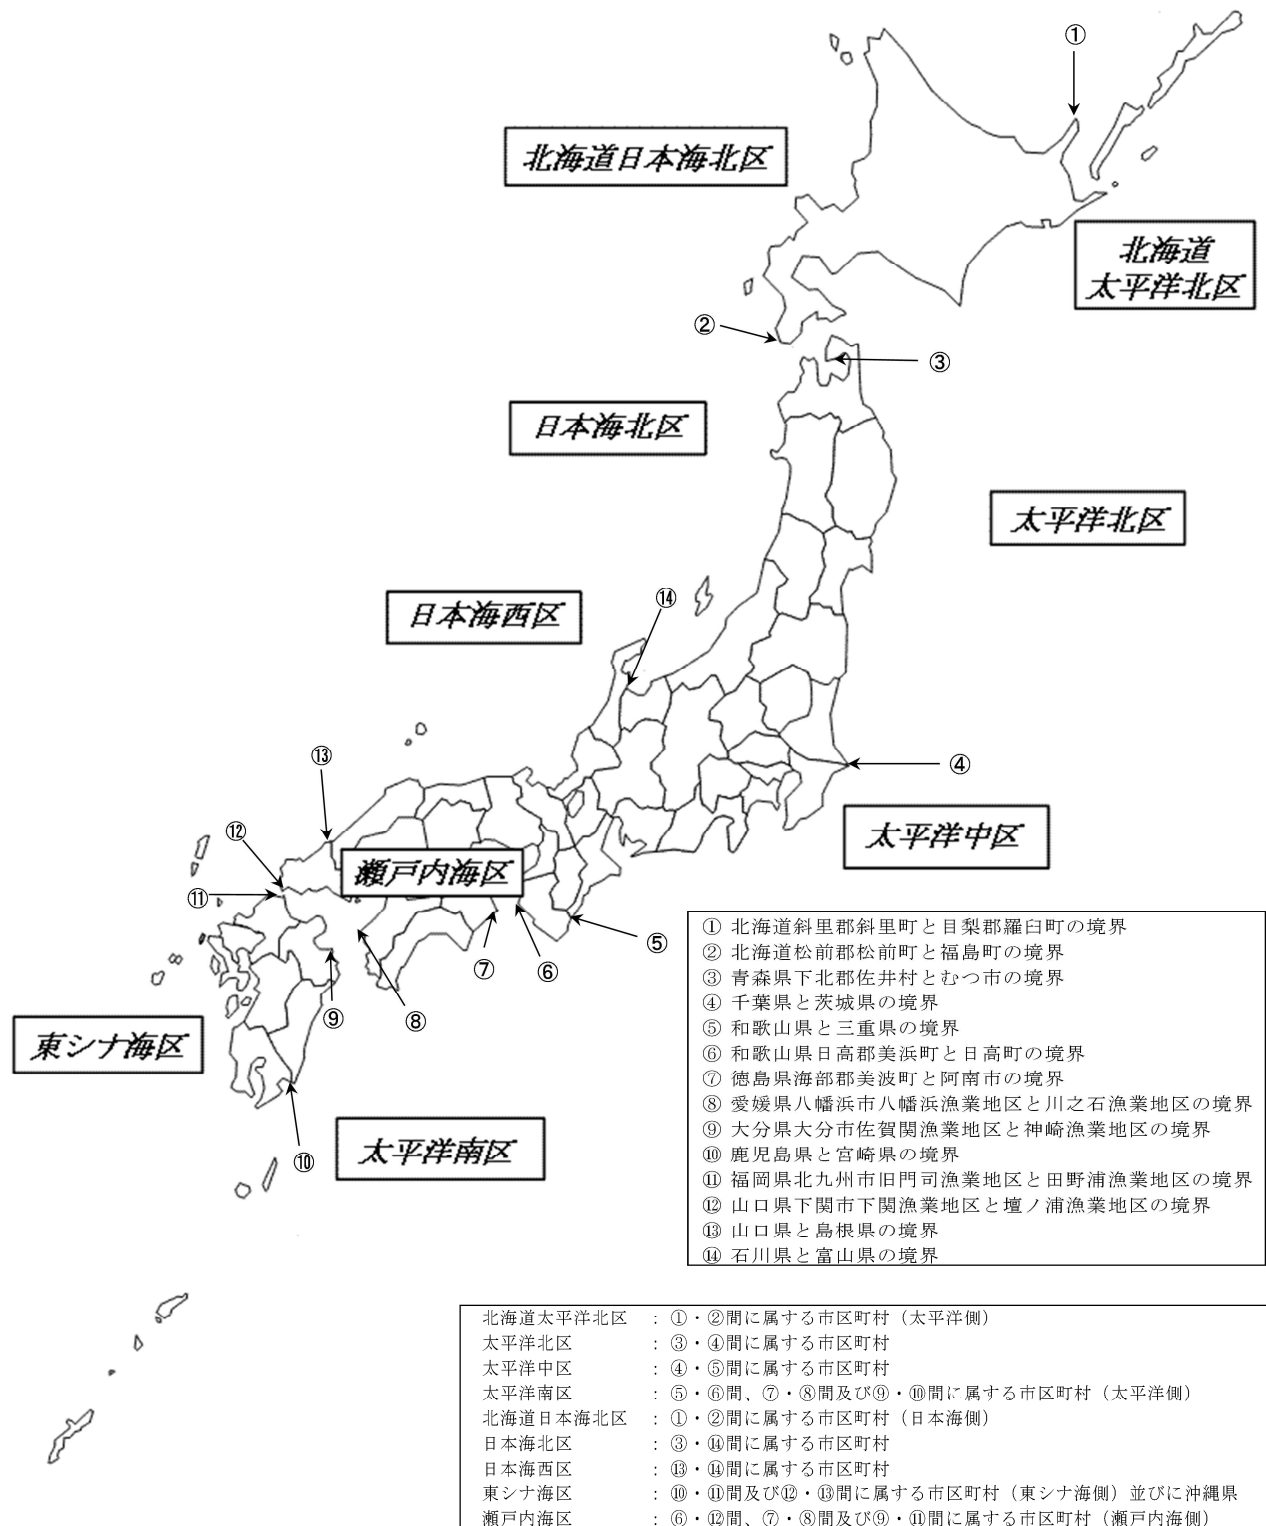 ①
北海道日本海北区
北海道
太平洋北区
②
③
日本海北区
太平洋北区
日本海西区
⑭
⑬
④
太平洋中区
⑫
瀬戸内海区
⑪
⑤
⑦
⑥
⑨
⑧
東シナ海区
太平洋南区
⑩
① 北海道斜里郡斜里町と目梨郡羅臼町の境界
② 北海道松前郡松前町と福島町の境界
③ 青森県下北郡佐井村とむつ市の境界
④ 千葉県と茨城県の境界
⑤ 和歌山県と三重県の境界
⑥ 和歌山県日高郡美浜町と日高町の境界
⑦ 徳島県海部郡美波町と阿南市の境界
⑧ 愛媛県八幡浜市八幡浜漁業地区と川之石漁業地区の境界
⑨ 大分県大分市佐賀関漁業地区と神崎漁業地区の境界
⑩ 鹿児島県と宮崎県の境界
⑪ 福岡県北九州市旧門司漁業地区と田野浦漁業地区の境界
⑫ 山口県下関市下関漁業地区と壇ノ浦漁業地区の境界
⑬ 山口県と島根県の境界
⑭ 石川県と富山県の境界
北海道太平洋北区 : ①・②間に属する市区町村（太平洋側）
太平洋北区 : ③・④間に属する市区町村
太平洋中区 : ④・⑤間に属する市区町村
太平洋南区 : ⑤・⑥間、⑦・⑧間及び⑨・⑩間に属する市区町村（太平洋側）
北海道日本海北区 : ①・②間に属する市区町村（日本海側）
日本海北区 : ③・⑭間に属する市区町村
日本海西区 : ⑬・⑭間に属する市区町村
東シナ海区 : ⑩・⑪間及び⑫・⑬間に属する市区町村（東シナ海側）並びに沖縄県
瀬戸内海区 : ⑥・⑫間、⑦・⑧間及び⑨・⑪間に属する市区町村（瀬戸内海側）